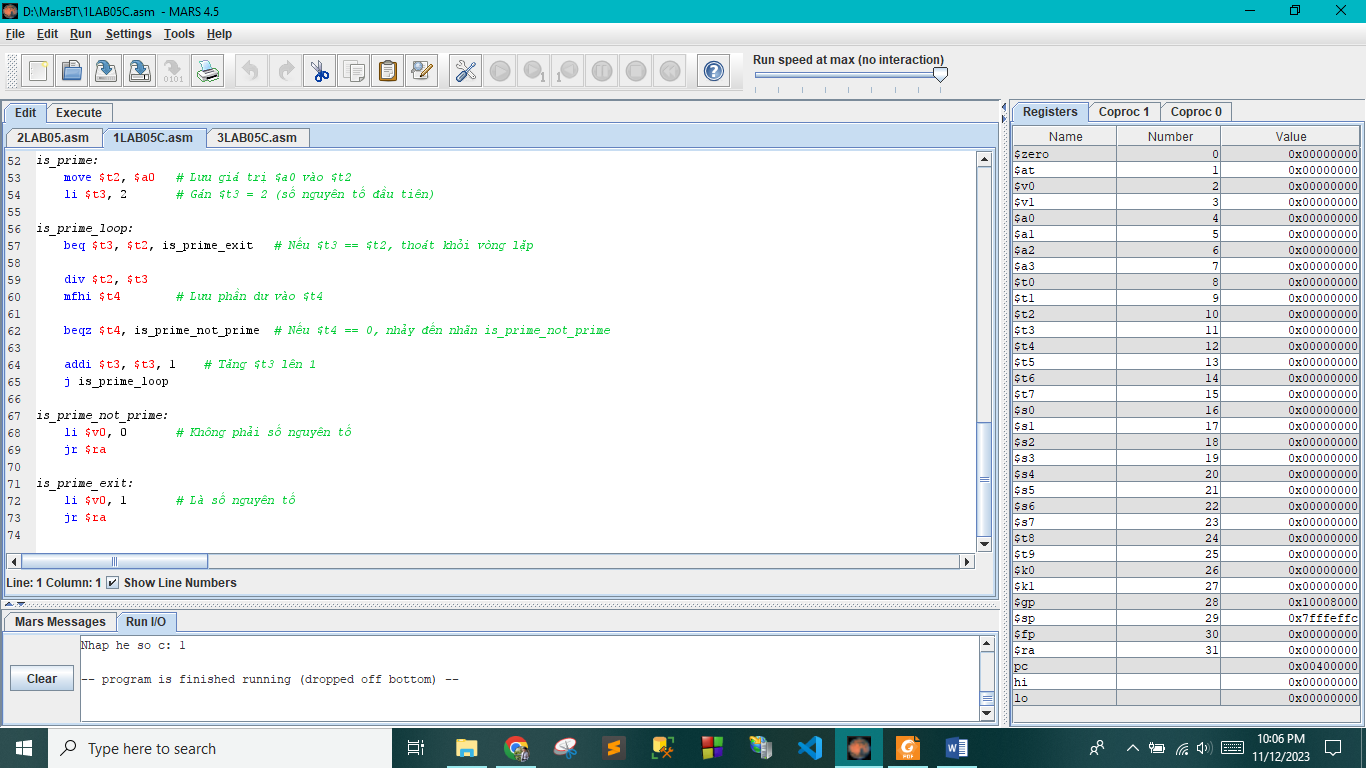 D:\MarsBT\1LAB05C.asm - MARS 4.5
File Edit Run Settings Tools Help
Run speed at max (no interaction)
Edit Execute
2LAB05.asm 1LAB05C.asm 3LAB05C.asm
52 is_prime:
53 move $t2, $a0 # Lưu giá trị $a0 vào $t2
54 li $t3, 2 # Gán $t3 = 2 (số nguyên tố đầu tiên)
55
56 is_prime_loop:
57 beq $t3, $t2, is_prime_exit # Nếu $t3 == $t2, thoát khỏi vòng lặp
58
59 div $t2, $t3
60 mfhi $t4 # Lưu phần dư vào $t4
61
62 beqz $t4, is_prime_not_prime # Nếu $t4 == 0, nhảy đến nhãn is_prime_not_prime
63
64 addi $t3, $t3, 1 # Tăng $t3 lên 1
65 j is_prime_loop
66
67 is_prime_not_prime:
68 li $v0, 0 # Không phải số nguyên tố
69 jr $ra
70
71 is_prime_exit:
72 li $v0, 1 # Là số nguyên tố
73 jr $ra
74
Line: 1 Column: 1 Show Line Numbers
Mars Messages Run I/O
Clear
Nhap he so c: 1
-- program is finished running (dropped off bottom) --
Registers Coproc 1 Coproc 0
Name Number Value
$zero 0 0x00000000
$at 1 0x00000000
$v0 2 0x00000000
$v1 3 0x00000000
$a0 4 0x00000000
$a1 5 0x00000000
$a2 6 0x00000000
$a3 7 0x00000000
$t0 8 0x00000000
$t1 9 0x00000000
$t2 10 0x00000000
$t3 11 0x00000000
$t4 12 0x00000000
$t5 13 0x00000000
$t6 14 0x00000000
$t7 15 0x00000000
$s0 16 0x00000000
$s1 17 0x00000000
$s2 18 0x00000000
$s3 19 0x00000000
$s4 20 0x00000000
$s5 21 0x00000000
$s6 22 0x00000000
$s7 23 0x00000000
$t8 24 0x00000000
$t9 25 0x00000000
$k0 26 0x00000000
$k1 27 0x00000000
$gp 28 0x10008000
$sp 29 0x7fffeffc
$fp 30 0x00000000
$ra 31 0x00000000
pc 0x00400000
hi 0x00000000
lo 0x00000000
Type here to search
10:06 PM
11/12/2023